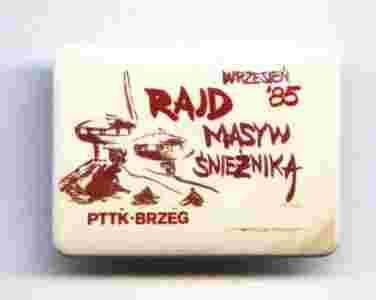 WRZESIEŃ
'85
RAJD
MASYW
ŚNIEŻNIKA
PTTK-BRZEG